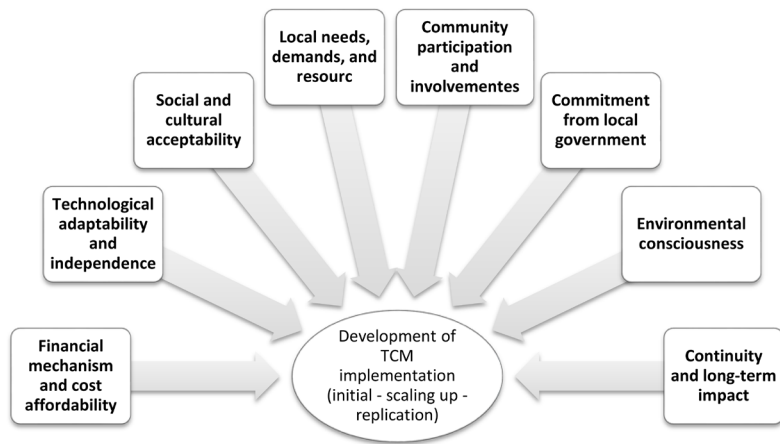 Local needs,
demands, and
resourc
Community
participation
and
involvementes
Social and
cultural
acceptability
Commitment
from local
government
Technological
adaptability
and
independence
Environmental
consciousness
Financial
mechanism
and cost
affordability
Development of
TCM
implementation
(initial - scaling up -
replication)
Continuity
and long-term
impact